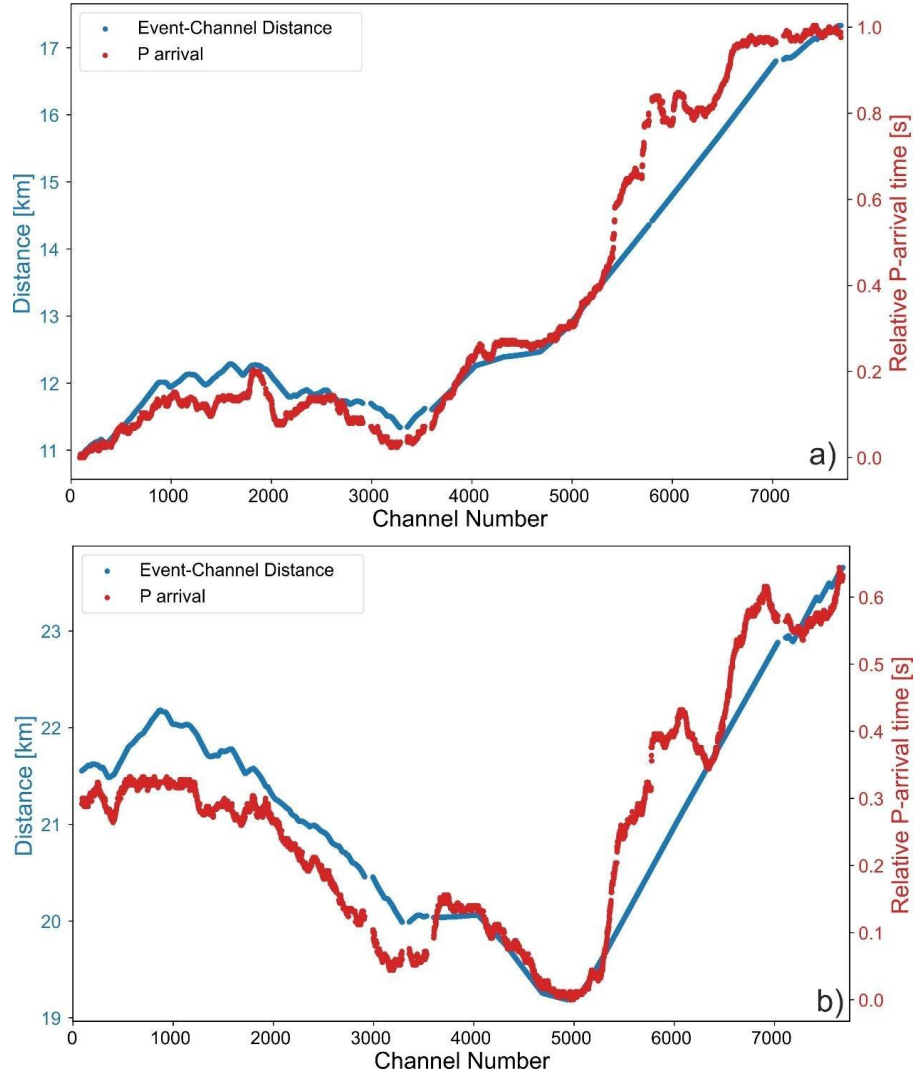 Event-Channel Distance
P arrival
17
16
15
14
13
12
11
Distance [km]
1.0
0.8
0.6
0.4
0.2
0.0
Relative P-arrival time [s]
a)
0 1000 2000 3000 4000 5000 6000 7000
Channel Number
Event-Channel Distance
P arrival
23
22
21
20
19
Distance [km]
0.6
0.5
0.4
0.3
0.2
0.1
0.0
Relative P-arrival time [s]
b)
0 1000 2000 3000 4000 5000 6000 7000
Channel Number